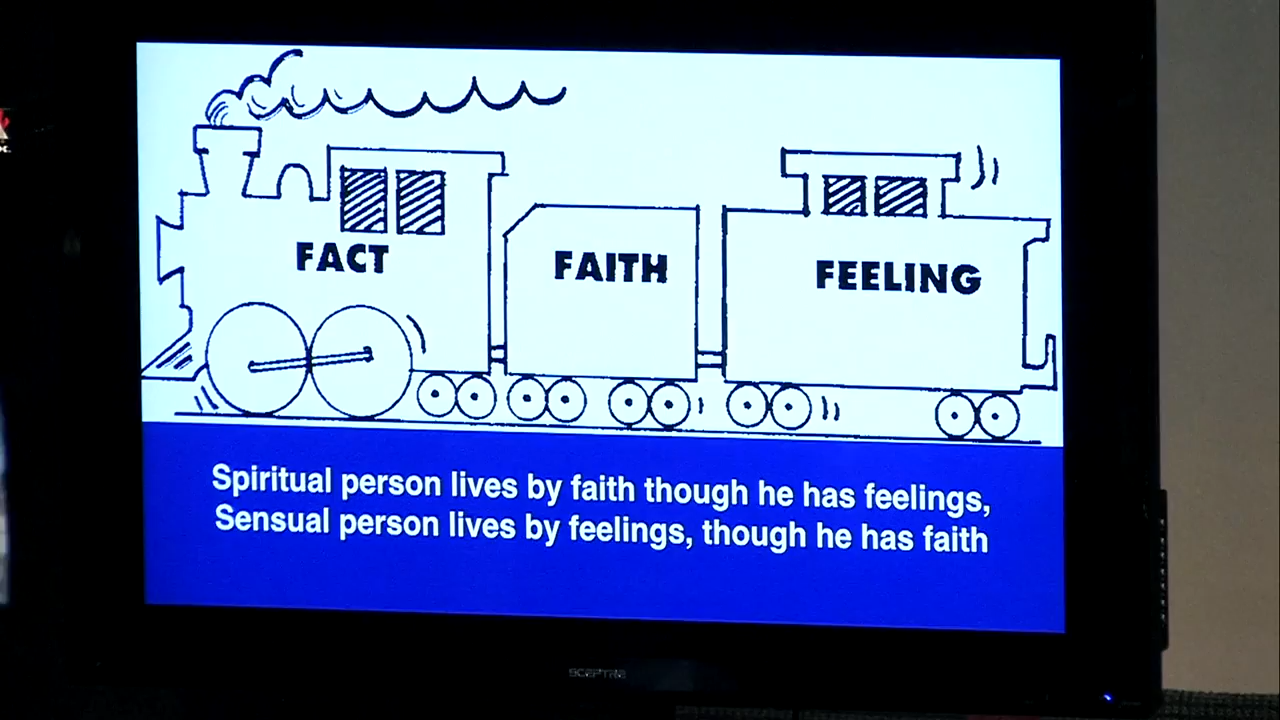 FACT
FAITH
FEELING
Spiritual person lives by faith though he has feelings,
Sensual person lives by feelings, though he has faith
SCEPTRE